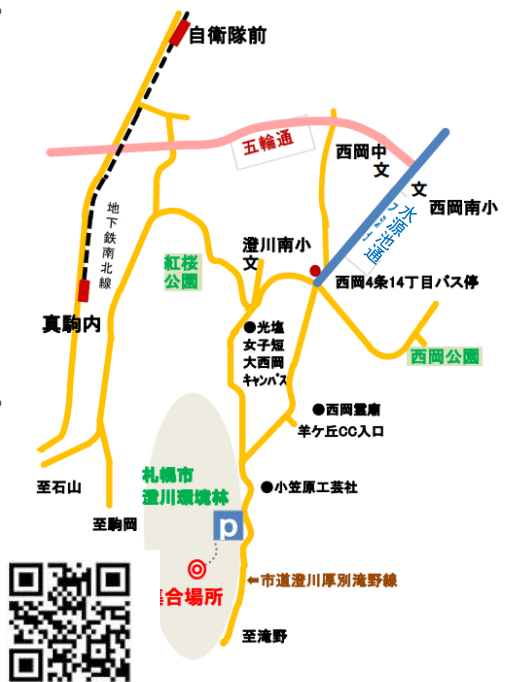 自衛隊前
五輪通
西岡中
文
文
西岡南小
水源池通
地下鉄南北線
澄川南小
文
紅桜
公園
西岡4条14丁目バス停
真駒内
●光塩
女子短
大西岡
キャンパス
西岡公園
●西岡霊廟
羊ケ丘CC入口
札幌市
澄川環境林
●小笠原工芸社
至石山
至駒岡
P
←市道澄川厚別滝野線
合場所
至滝野